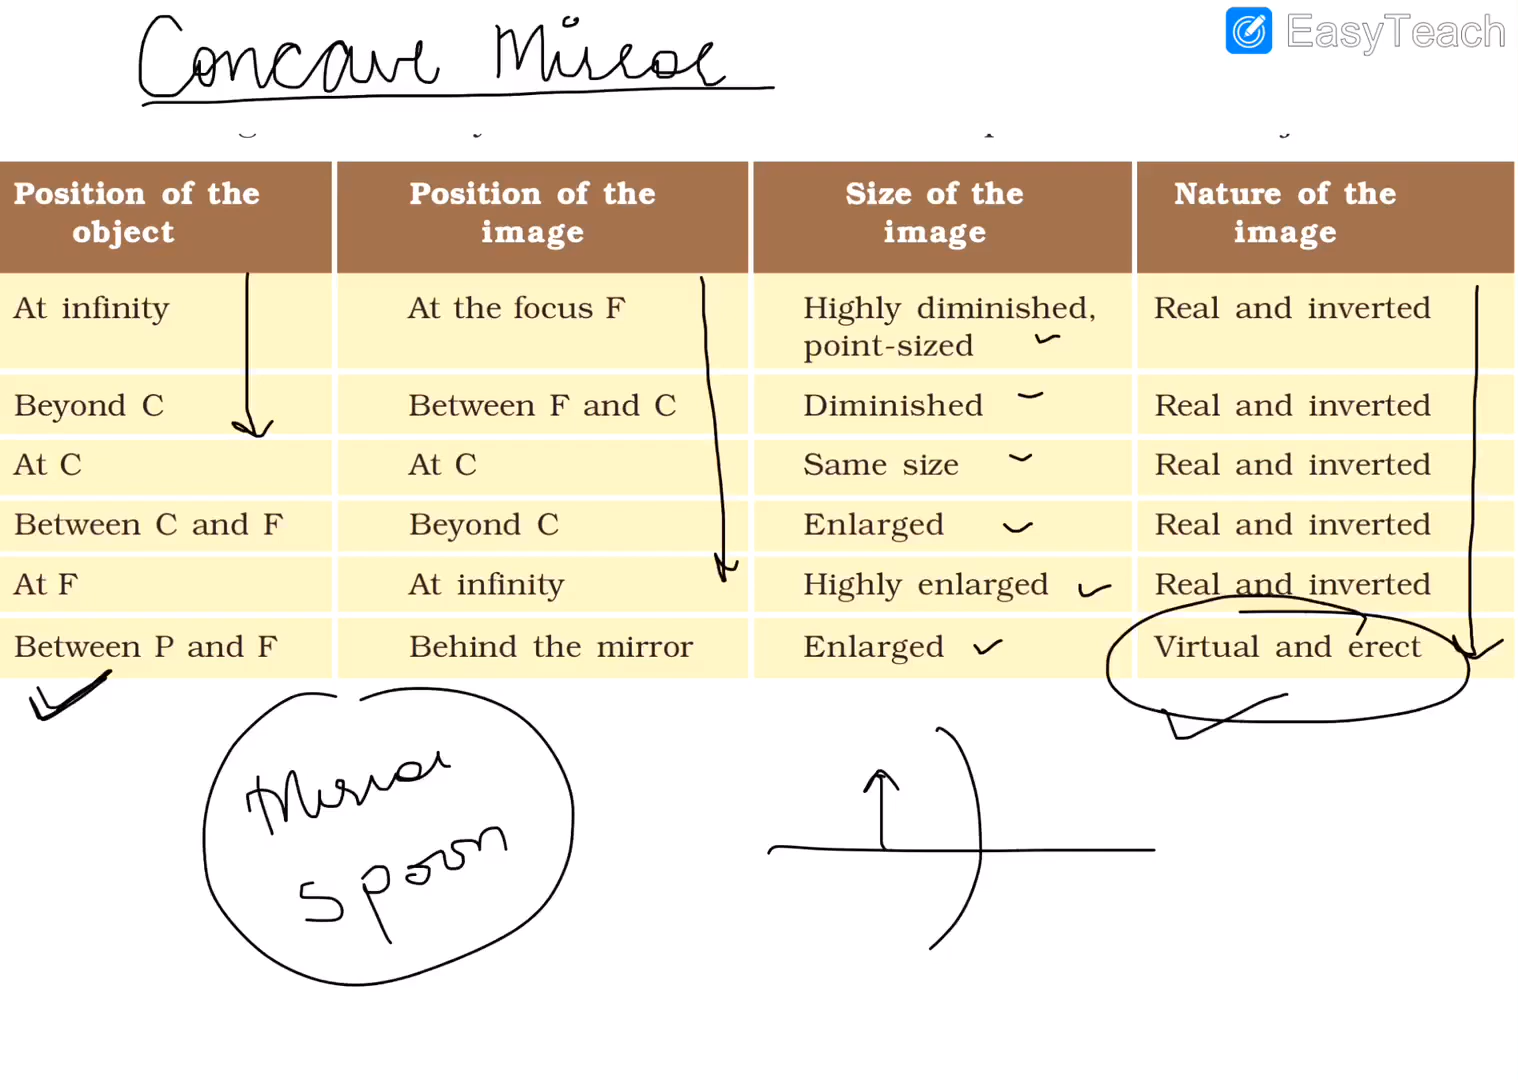 Concave Mirror
EasyTeach
Position of the object
Position of the image
Size of the image
Nature of the image
At infinity
At the focus F
Highly diminished, point-sized
Real and inverted
Beyond C
Between F and C
Diminished
Real and inverted
At C
At C
Same size
Real and inverted
Between C and F
Beyond C
Enlarged
Real and inverted
At F
At infinity
Highly enlarged
Real and inverted
Between P and F
Behind the mirror
Enlarged
Virtual and erect
Mirror
Spoon